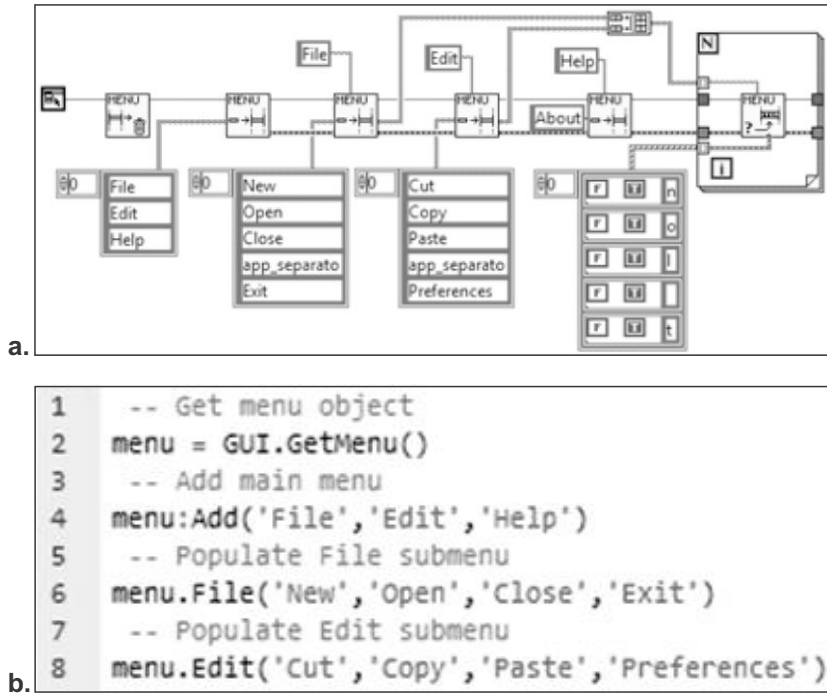 File
Edit
Help
N
MENU
MENU
MENU
MENU
MENU
MENU
About
?
i
0
File
Edit
Help
0
New
Open
Close
app_separato
Exit
0
Cut
Copy
Paste
app_separato
Preferences
0
F T n
F T o
F T l
F T
F T t
a.
1 -- Get menu object
2 menu = GUI.GetMenu()
3 -- Add main menu
4 menu:Add('File','Edit','Help')
5 -- Populate File submenu
6 menu.File('New','Open','Close','Exit')
7 -- Populate Edit submenu
8 menu.Edit('Cut','Copy','Paste','Preferences')
b.